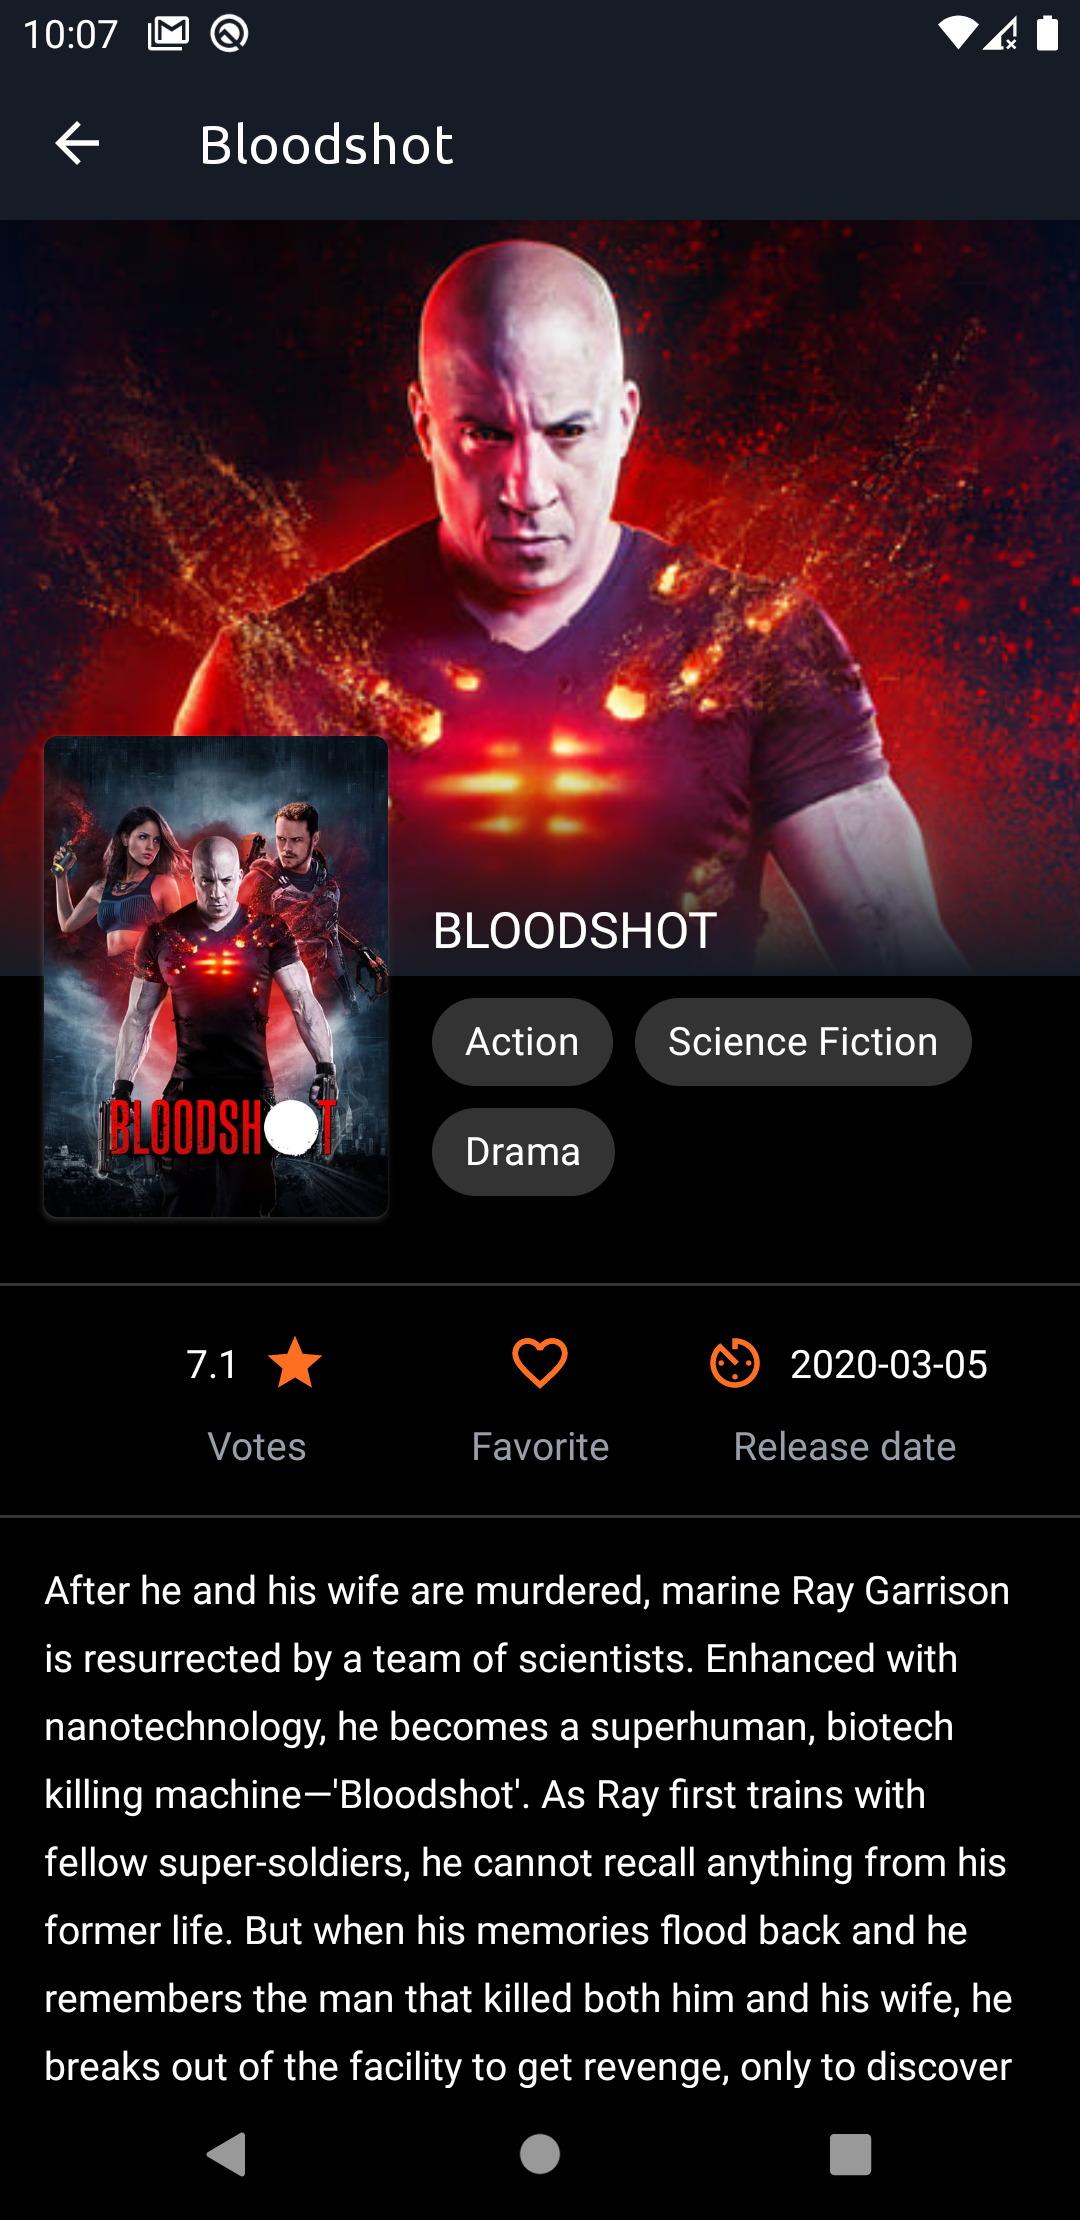 10:07
Bloodshot
BLOODSHOT
Action
Science Fiction
Drama
BLOODSH T
7.1
2020-03-05
Votes
Favorite
Release date
After he and his wife are murdered, marine Ray Garrison
is resurrected by a team of scientists. Enhanced with
nanotechnology, he becomes a superhuman, biotech
killing machine—'Bloodshot'. As Ray first trains with
fellow super-soldiers, he cannot recall anything from his
former life. But when his memories flood back and he
remembers the man that killed both him and his wife, he
breaks out of the facility to get revenge, only to discover